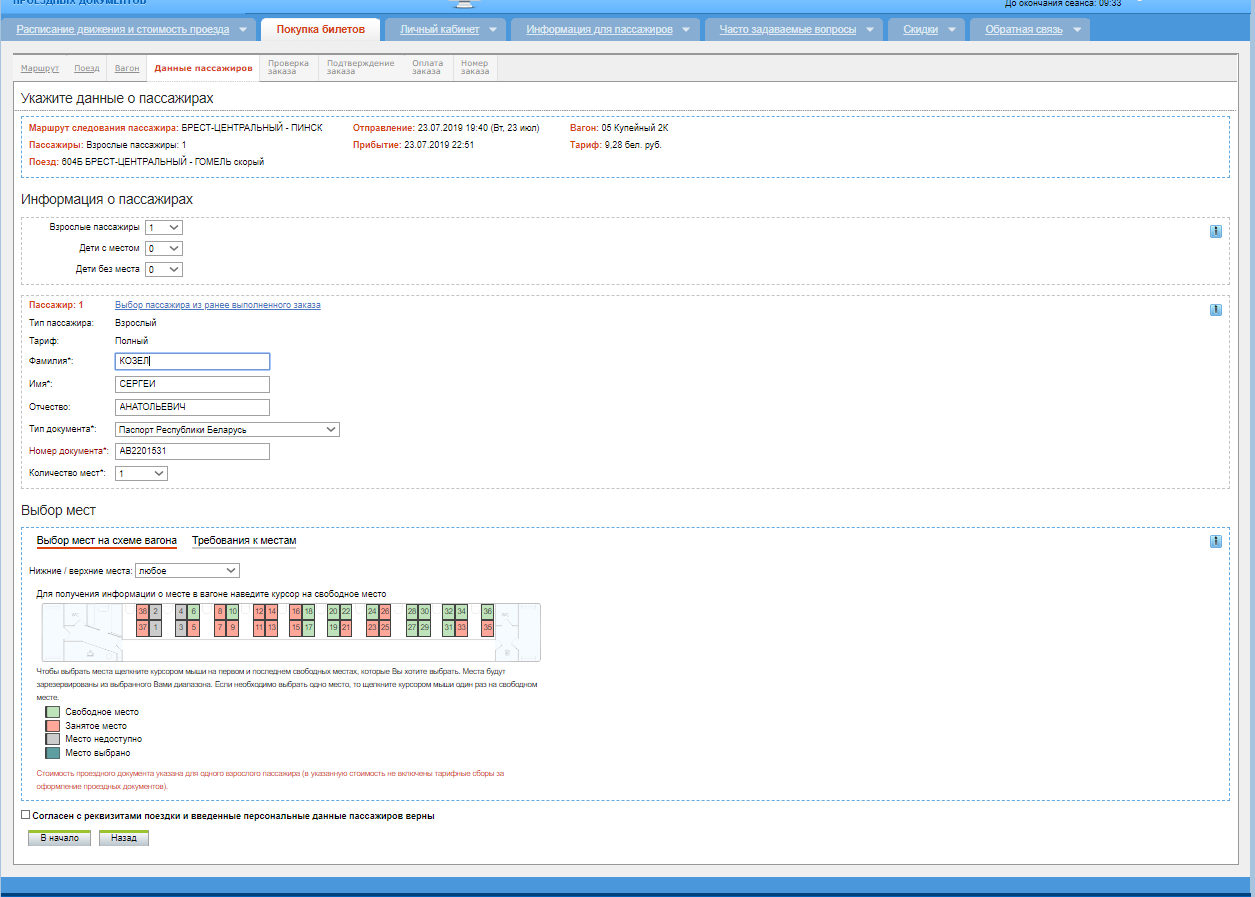 ПРОЕЗДНЫХ ДОКУМЕНТОВ
До окончания сеанса: 09:33
Расписание движения и стоимость проезда Покупка билетов Личный кабинет Информация для пассажиров Часто задаваемые вопросы Скидки Обратная связь
Маршрут Поезд Вагон Данные пассажиров Проверка заказа Подтверждение заказа Оплата заказа Номер заказа
Укажите данные о пассажирах
Маршрут следования пассажира: БРЕСТ-ЦЕНТРАЛЬНЫЙ - ПИНСК Отправление: 23.07.2019 19:40 (Вт, 23 июл) Вагон: 05 Купейный 2К
Пассажиры: Взрослые пассажиры: 1 Прибытие: 23.07.2019 22:51 Тариф: 9,28 бел. руб.
Поезд: 604Б БРЕСТ-ЦЕНТРАЛЬНЫЙ - ГОМЕЛЬ скорый
Информация о пассажирах
Взрослые пассажиры 1
Дети с местом 0
Дети без места 0
Пассажир: 1 Выбор пассажира из ранее выполненного заказа
Тип пассажира: Взрослый
Тариф: Полный
Фамилия*: КОЗЕЛ
Имя*: СЕРГЕЙ
Отчество: АНАТОЛЬЕВИЧ
Тип документа*: Паспорт Республики Беларусь
Номер документа*: AB2201531
Количество мест*: 1
Выбор мест
Выбор мест на схеме вагона Требования к местам
Нижние / верхние места: любое
Для получения информации о месте в вагоне наведите курсор на свободное место
38 2 4 6 8 10 12 14 16 18 20 22 24 26 28 30 32 34 36
37 1 3 5 7 9 11 13 15 17 19 21 23 25 27 29 31 33 35
Чтобы выбрать места щелкните курсором мыши на первом и последнем свободных местах, которые Вы хотите выбрать. Места будут
зарезервированы из выбранного Вами диапазона. Если необходимо выбрать одно место, то щелкните курсором мыши один раз на свободном
месте.
Свободное место
Занятое место
Место недоступно
Место выбрано
Стоимость проездного документа указана для одного взрослого пассажира (в указанную стоимость не включены тарифные сборы за
оформление проездных документов).
Согласен с реквизитами поездки и введенные персональные данные пассажиров верны
В начало Назад